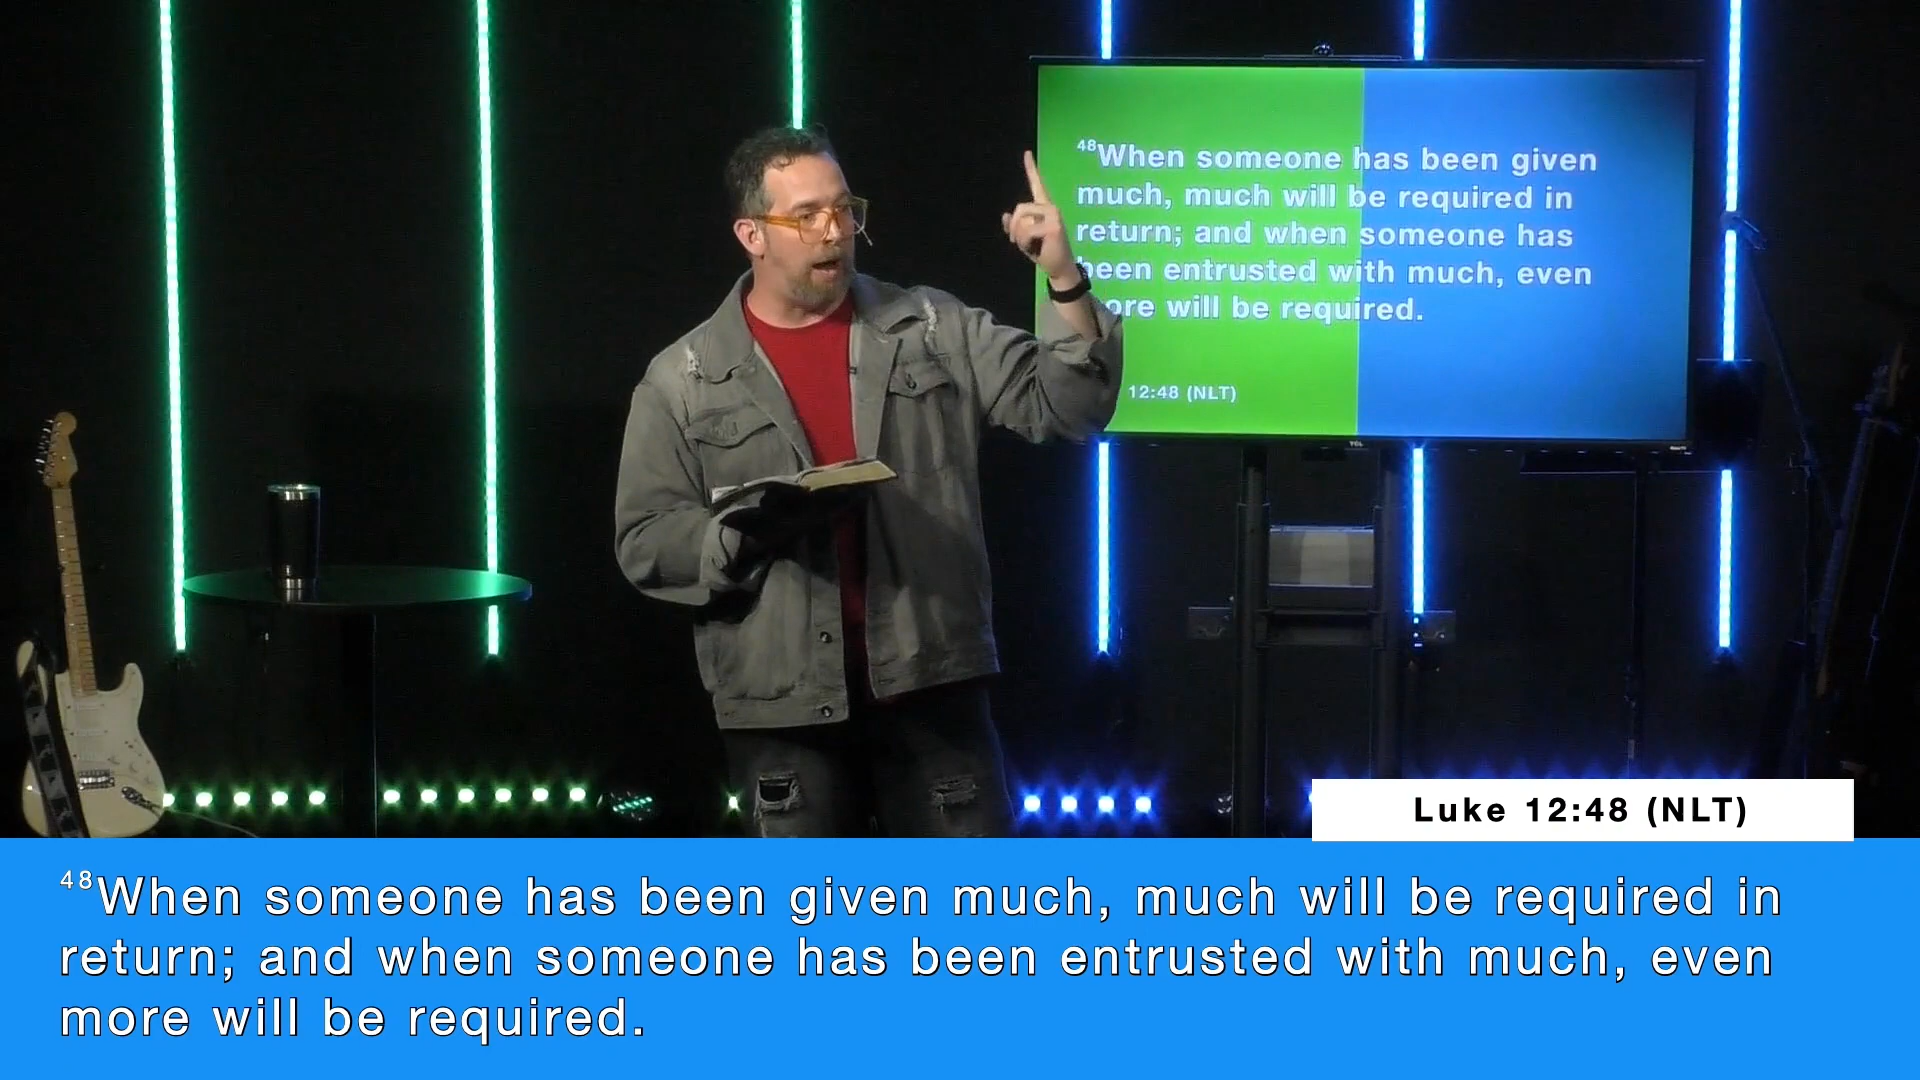 48When someone has been given
much, much will be required in
return; and when someone has
been entrusted with much, even
ore will be required.
12:48 (NLT)
TCL
Luke 12:48 (NLT)
48When someone has been given much, much will be required in
return; and when someone has been entrusted with much, even
more will be required.